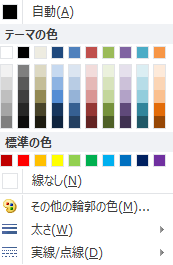 自動(A)
テーマの色
標準の色
線なし(N)
その他の輪郭の色(M)...
太さ(W)
実線/点線(D)